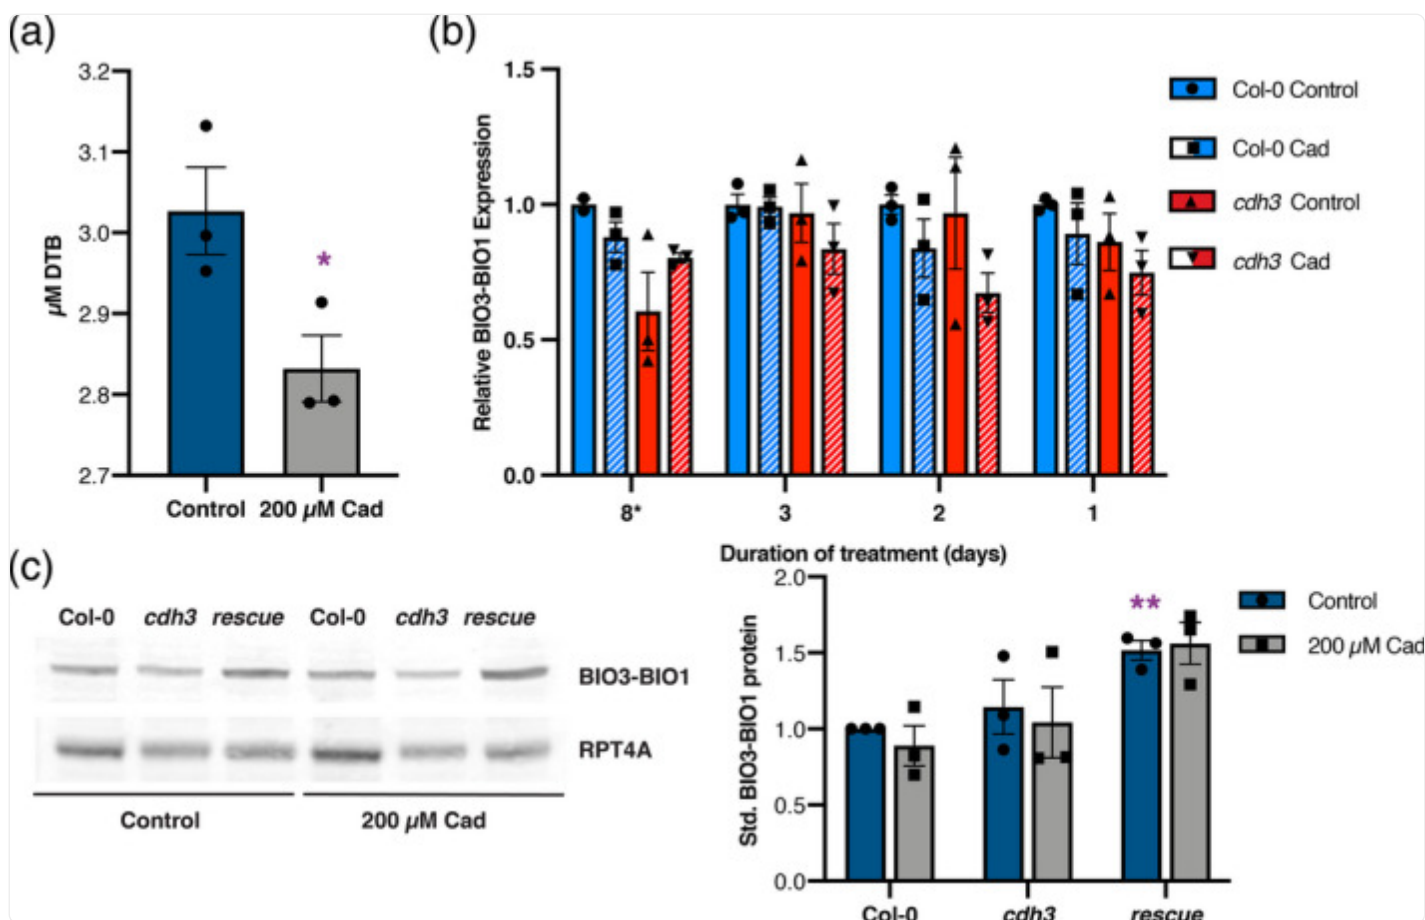 (a)
3.2
3.1
3.0
2.9
2.8
2.7
µM DTB
*
Control 200 µM Cad
(b)
1.5
1.0
0.5
0.0
Relative BIO3-BIO1 Expression
8* 3 2 1
Duration of treatment (days)
Col-0 Control
Col-0 Cad
cdh3 Control
cdh3 Cad
(c)
Col-0 cdh3 rescue Col-0 cdh3 rescue
BIO3-BIO1
RPT4A
Control 200 µM Cad
2.0
1.5
1.0
0.5
0.0
Std. BIO3-BIO1 protein
**
Col-0 cdh3 rescue
Control
200 µM Cad